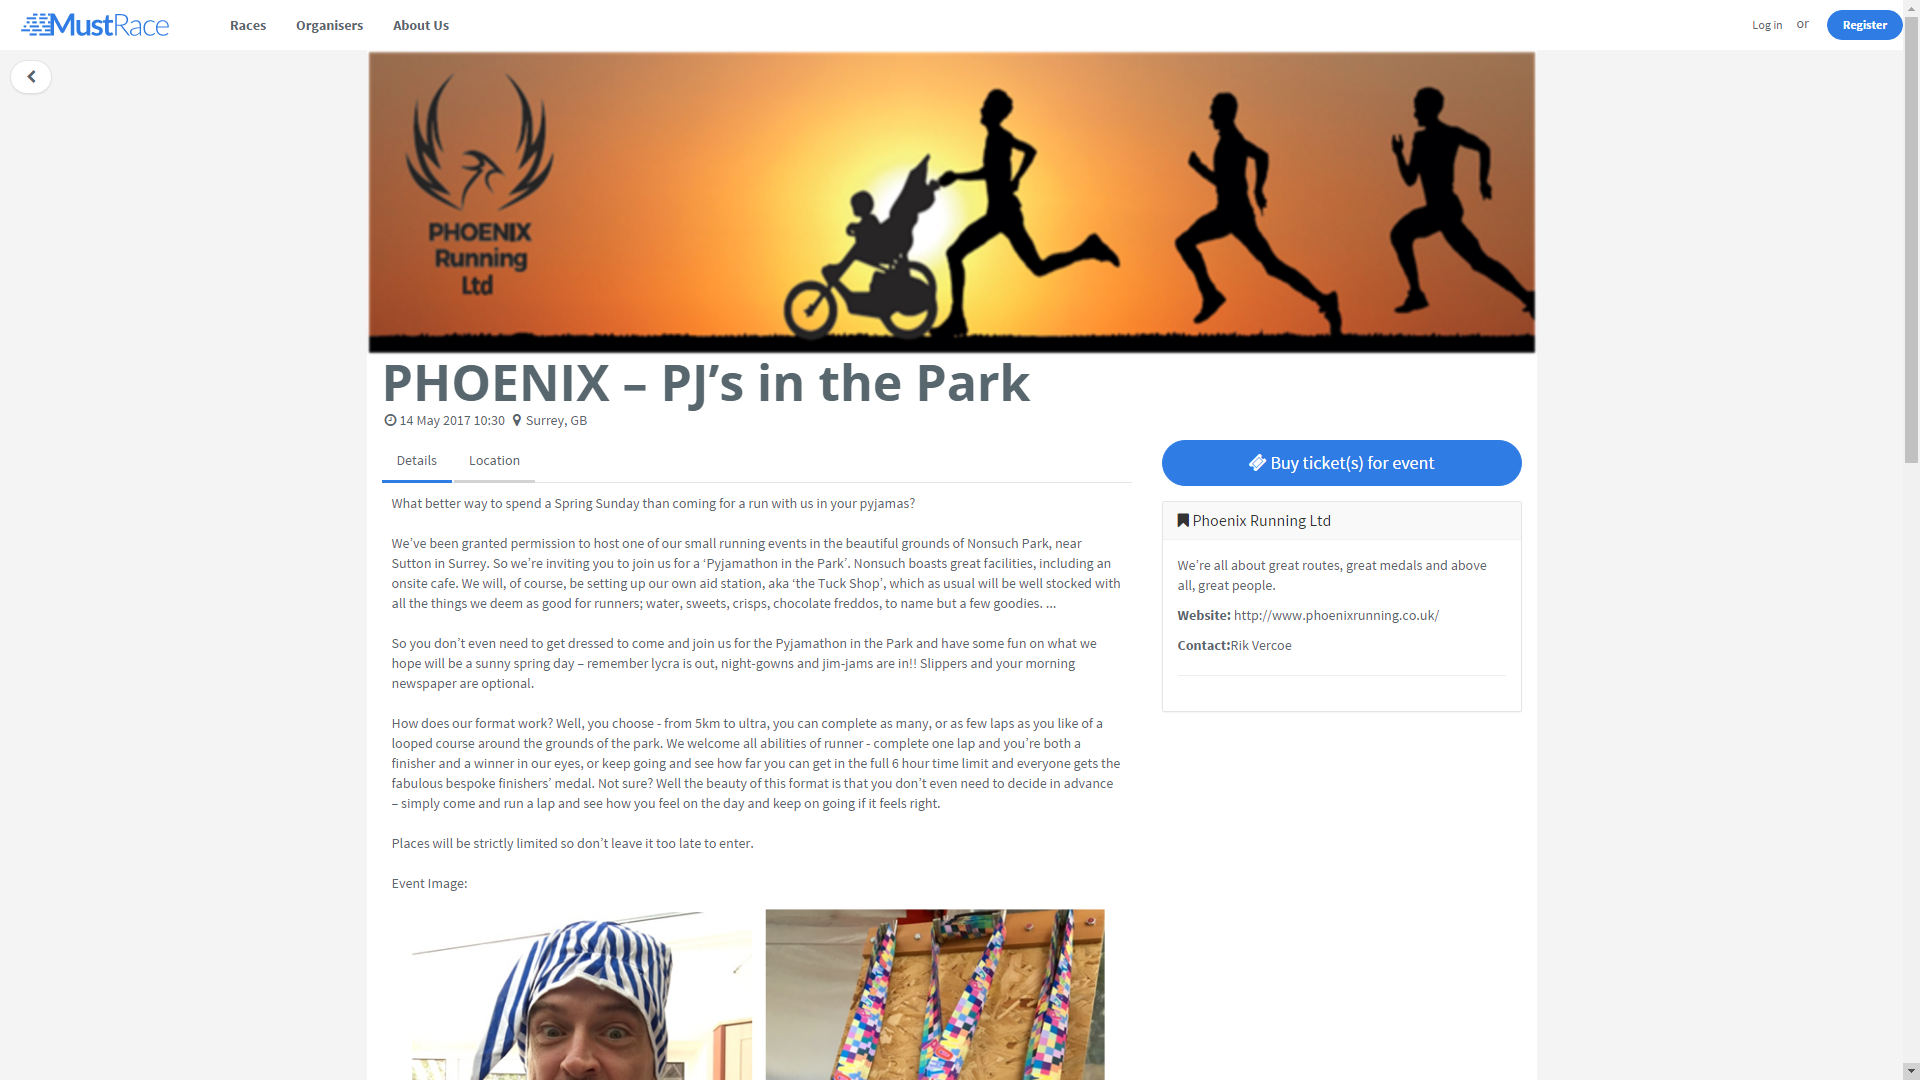 MustRace
Races
Organisers
About Us
Log in
or
Register
PHOENIX
Running
Ltd
PHOENIX – PJ’s in the Park
14 May 2017 10:30
Surrey, GB
Details
Location
What better way to spend a Spring Sunday than coming for a run with us in your pyjamas?
We’ve been granted permission to host one of our small running events in the beautiful grounds of Nonsuch Park, near
Sutton in Surrey. So we’re inviting you to join us for a ‘Pyjamathon in the Park’. Nonsuch boasts great facilities, including an
onsite cafe. We will, of course, be setting up our own aid station, aka ‘the Tuck Shop’, which as usual will be well stocked with
all the things we deem as good for runners; water, sweets, crisps, chocolate freddos, to name but a few goodies. ...
So you don’t even need to get dressed to come and join us for the Pyjamathon in the Park and have some fun on what we
hope will be a sunny spring day – remember lycra is out, night-gowns and jim-jams are in!! Slippers and your morning
newspaper are optional.
How does our format work? Well, you choose - from 5km to ultra, you can complete as many, or as few laps as you like of a
looped course around the grounds of the park. We welcome all abilities of runner - complete one lap and you’re both a
finisher and a winner in our eyes, or keep going and see how far you can get in the full 6 hour time limit and everyone gets the
fabulous bespoke finishers’ medal. Not sure? Well the beauty of this format is that you don’t even need to decide in advance
– simply come and run a lap and see how you feel on the day and keep on going if it feels right.
Places will be strictly limited so don’t leave it too late to enter.
Event Image:
Buy ticket(s) for event
Phoenix Running Ltd
We’re all about great routes, great medals and above
all, great people.
Website: http://www.phoenixrunning.co.uk/
Contact:Rik Vercoe